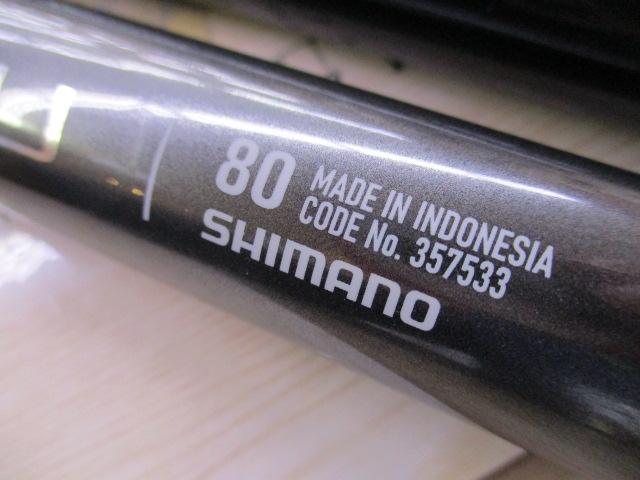 80
MADE IN INDONESIA
CODE No. 357533
SHIMANO